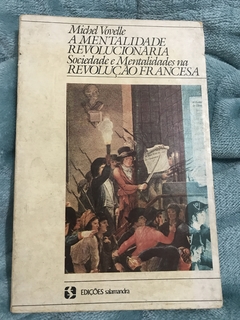 Michel Vovelle
A MENTALIDADE
REVOLUCIONÁRIA
Sociedade e Mentalidades na
REVOLUÇÃO FRANCESA
EDIÇÕES salamandra